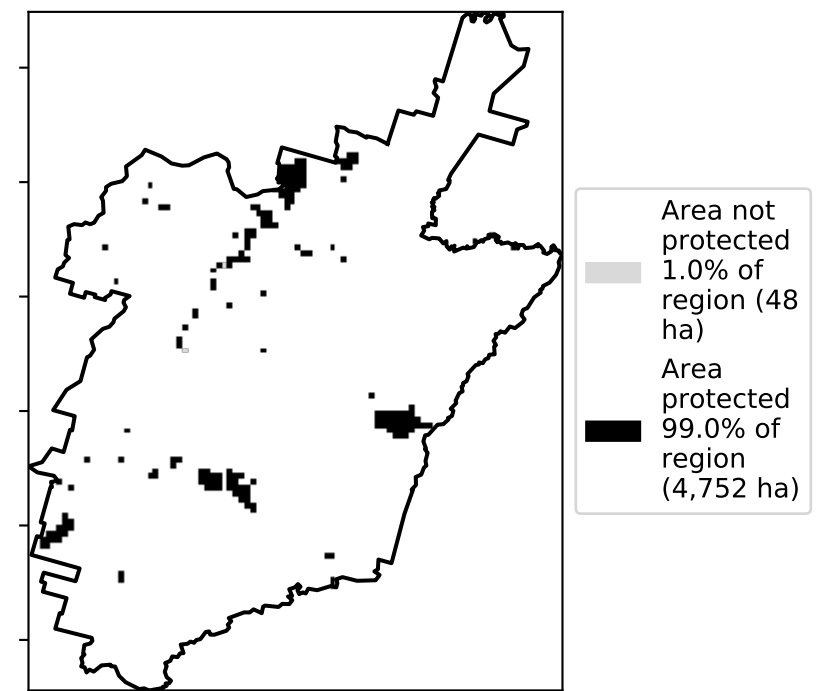 Area not
protected
1.0% of
region (48
ha)
Area
protected
99.0% of
region
(4,752 ha)